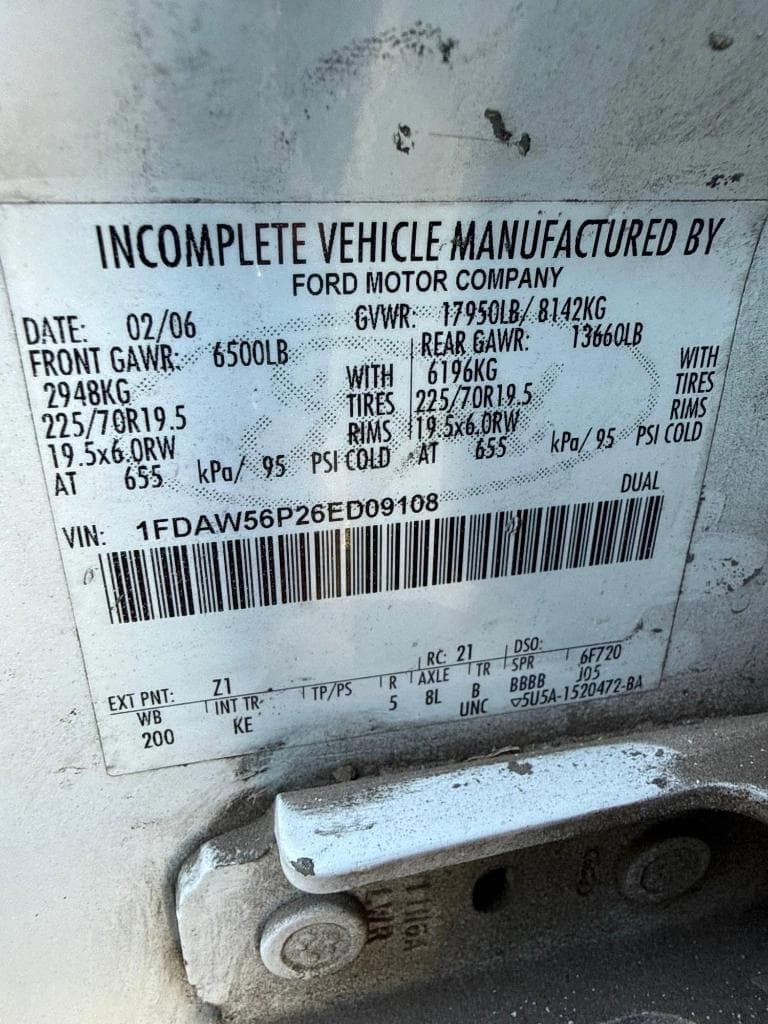 INCOMPLETE VEHICLE MANUFACTURED BY
FORD MOTOR COMPANY
DATE: 02/06 GVWR: 17950LB/ 8142KG
FRONT GAWR: 6500LB REAR GAWR: 13660LB
2948KG WITH 6196KG WITH
225/70R19.5 TIRES 225/70R19.5 TIRES
19.5x6.0RW RIMS 19.5x6.0RW RIMS
AT 655 kPa/ 95 PSI COLD AT 655 kPa/ 95 PSI COLD
VIN: 1FDAW56P26ED09108 DUAL
EXT PNT: Z1 RC: 21 DSO: 6F720
WB INT TR TP/PS R AXLE TR SPR J05
200 KE 5 8L B BBBB
UNC ▽5U5A-1520472-BA
LWR